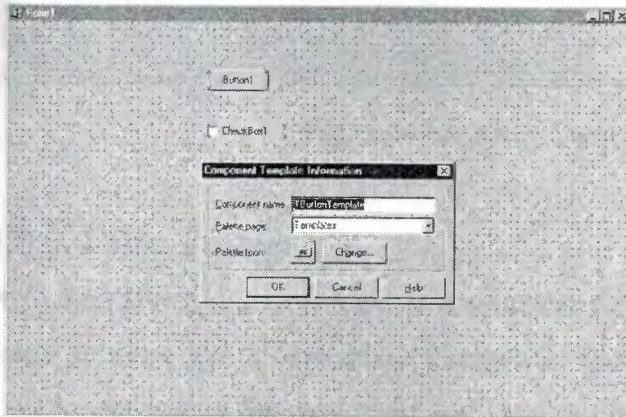 Form1
Button1
CheckBox1
Component Template Information
Component name: TButtonTemplate
Palette page: Templates
Palette Icon: Change...
OK Cancel Help